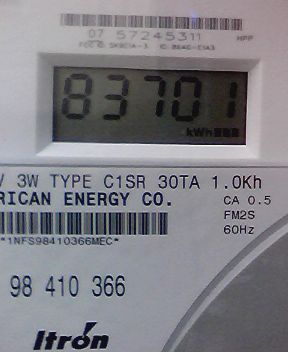 07 57245311
83701
kWh
V 3W TYPE C1SR 30TA 1.0Kh
RICAN ENERGY CO.
CA 0.5
FM2S
60Hz
*1NFS98410366MEC*
98 410 366
Itron